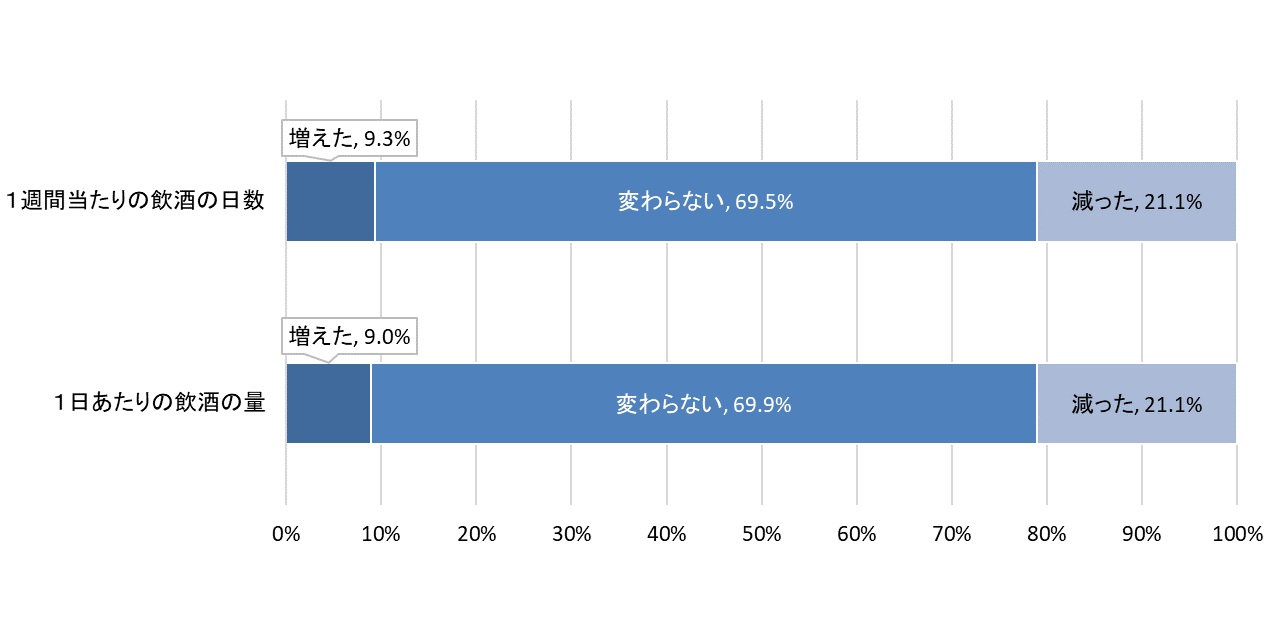 増えた, 9.3%
１週間当たりの飲酒の日数
変わらない, 69.5%
減った, 21.1%
増えた, 9.0%
１日あたりの飲酒の量
変わらない, 69.9%
減った, 21.1%
0% 10% 20% 30% 40% 50% 60% 70% 80% 90% 100%